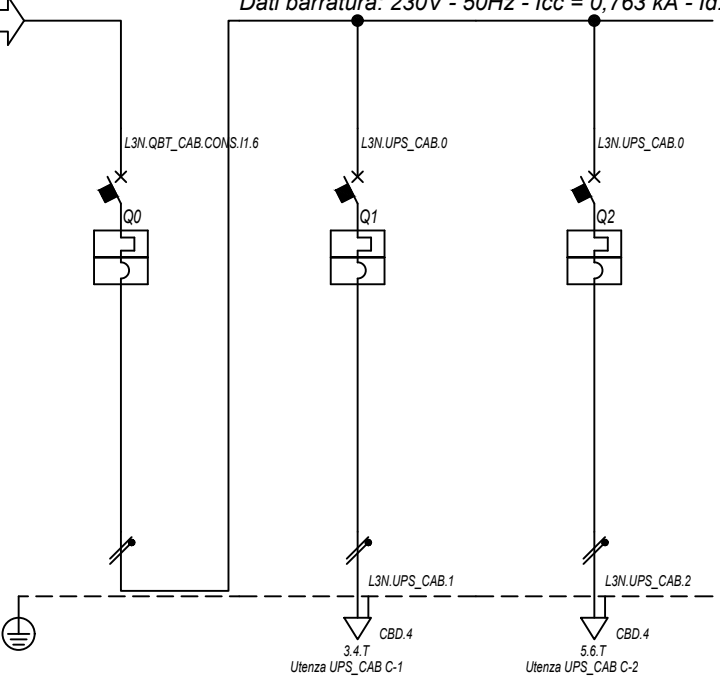 Dati barratura: 230V - 50Hz - Icc = 0,763 kA -
L3N.QBT_CAB.CONS.I1.6
L3N.UPS_CAB.0
L3N.UPS_CAB.0
Q0
Q1
Q2
L3N.UPS_CAB.1
L3N.UPS_CAB.2
CBD.4
CBD.4
3.4.T
5.6.T
Utenza UPS_CAB C-1
Utenza UPS_CAB C-2